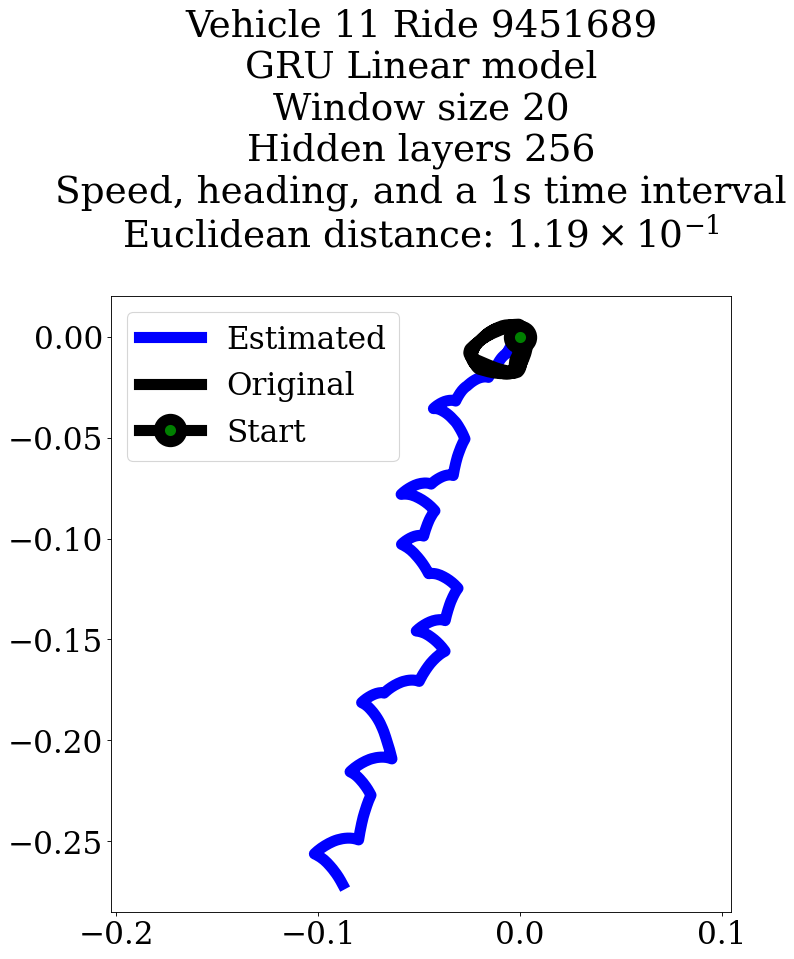 Vehicle 11 Ride 9451689
GRU Linear model
Window size 20
Hidden layers 256
Speed, heading, and a 1s time interval
Euclidean distance: 1.19 × 10⁻¹
Estimated
Original
Start
0.00
−0.05
−0.10
−0.15
−0.20
−0.25
−0.2 −0.1 0.0 0.1